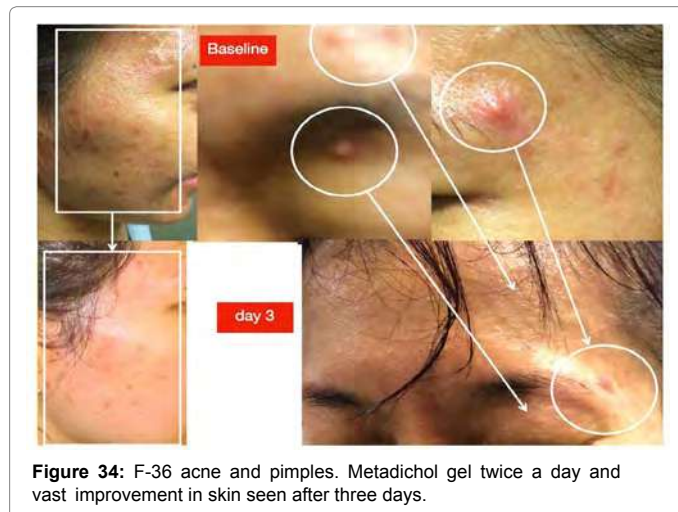 Baseline
day 3
Figure 34: F-36 acne and pimples. Metadichol gel twice a day and
vast improvement in skin seen after three days.